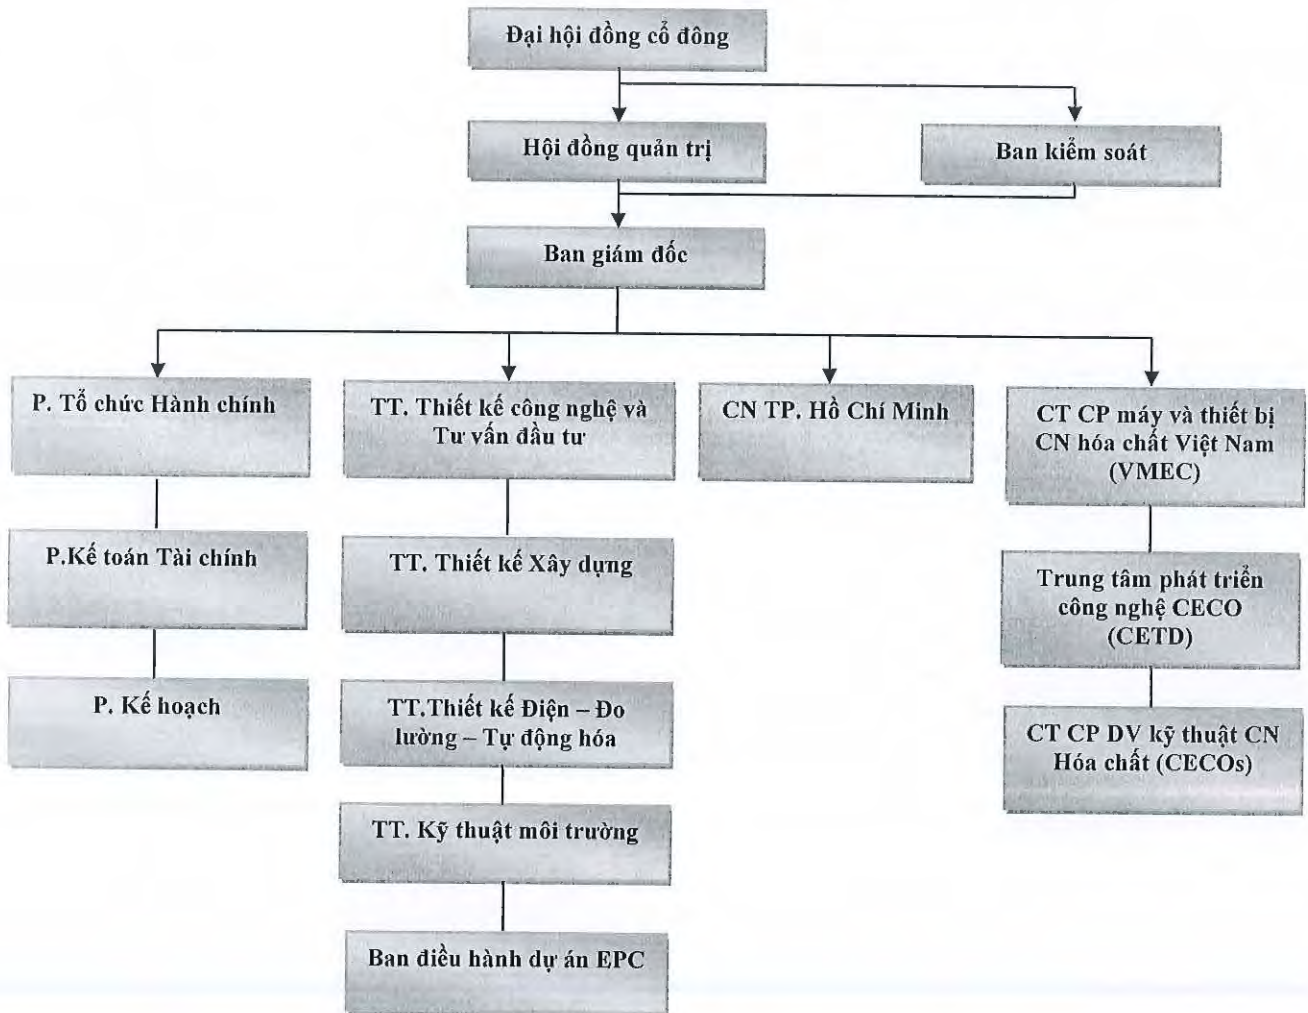 Đại hội đồng cổ đông
Hội đồng quản trị
Ban kiểm soát
Ban giám đốc
P. Tổ chức Hành chính
P.Kế toán Tài chính
P. Kế hoạch
TT. Thiết kế công nghệ và
Tư vấn đầu tư
TT. Thiết kế Xây dựng
TT.Thiết kế Điện – Đo
lường – Tự động hóa
TT. Kỹ thuật môi trường
Ban điều hành dự án EPC
CN TP. Hồ Chí Minh
CT CP máy và thiết bị
CN hóa chất Việt Nam
(VMEC)
Trung tâm phát triển
công nghệ CECO
(CETD)
CT CP DV kỹ thuật CN
Hóa chất (CECOs)